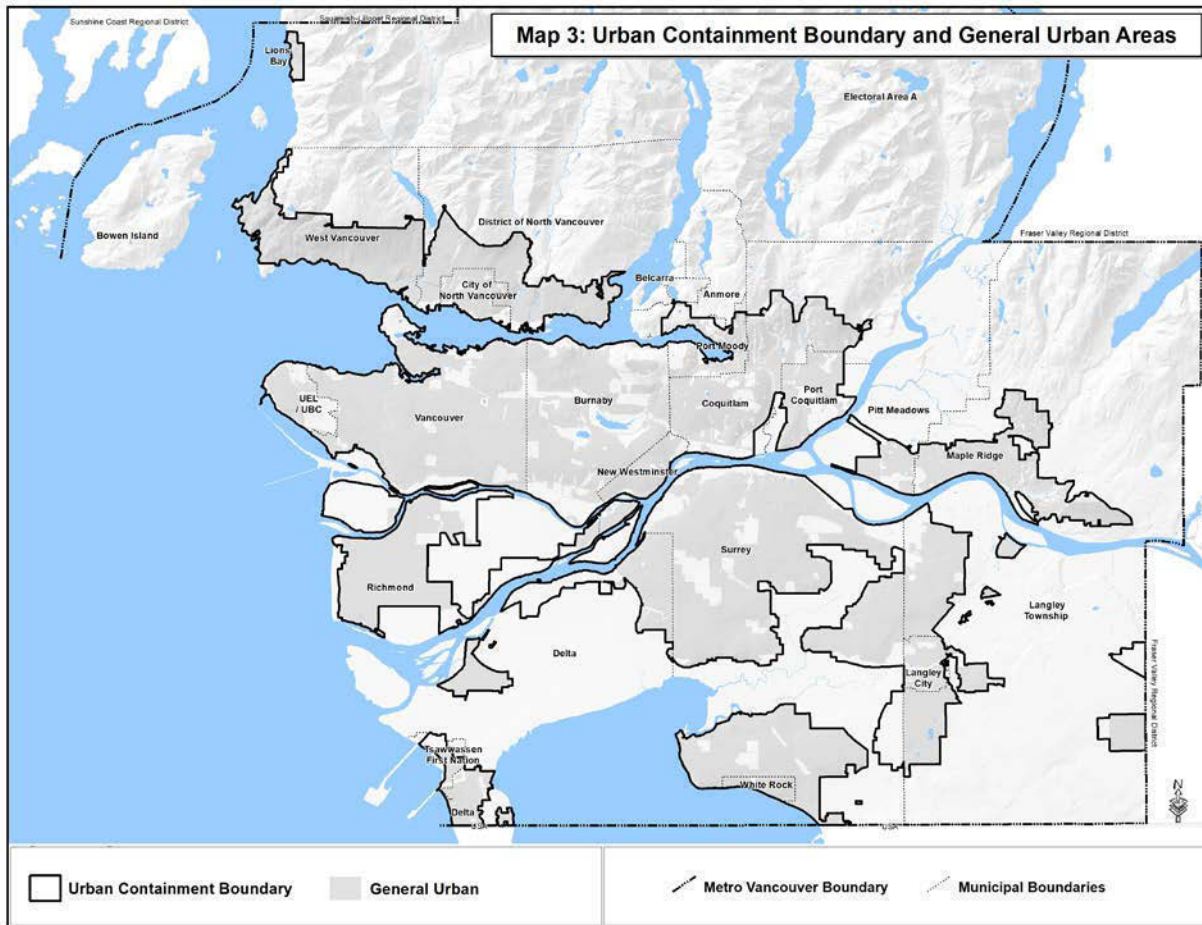 Sunshine Coast Regional District
Squamish-Lillooet Regional District
Map 3: Urban Containment Boundary and General Urban Areas
Lions
Bay
Electoral Area A
Bowen Island
West Vancouver
District of North Vancouver
Fraser Valley Regional District
City of
North Vancouver
Belcarra
Anmore
Port Moody
UEL
/ UBC
Vancouver
Burnaby
Coquitlam
Port
Coquitlam
Pitt Meadows
Maple Ridge
New Westminster
Surrey
Richmond
Langley
Township
Delta
Langley
City
Fraser Valley Regional District
Tsawwassen
First Nation
Delta
White Rock
N
USA
USA
Urban Containment Boundary
General Urban
Metro Vancouver Boundary
Municipal Boundaries